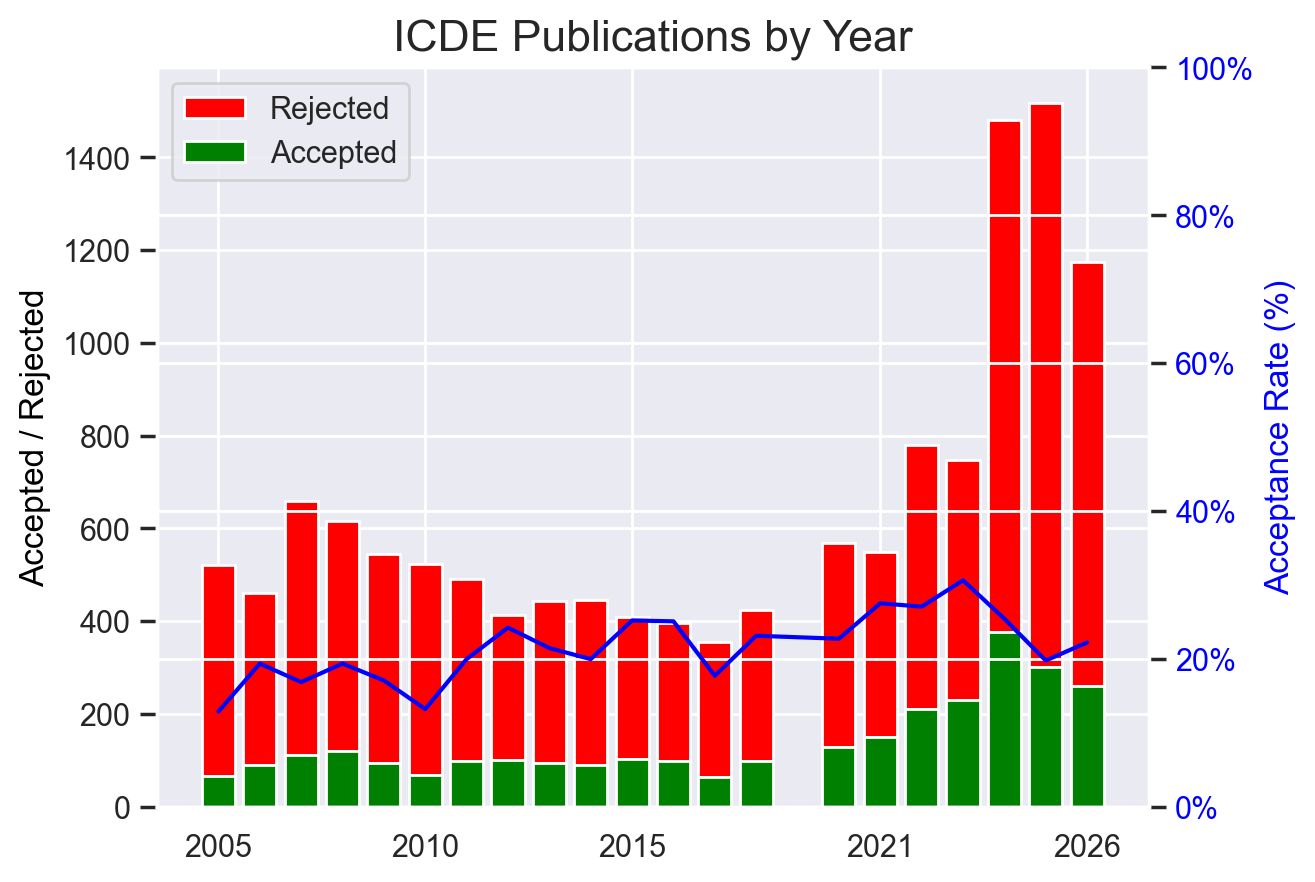 ICDE Publications by Year
Rejected
Accepted
Accepted / Rejected
1400
1200
1000
800
600
400
200
0
100%
80%
60%
40%
20%
0%
Acceptance Rate (%)
2005 2010 2015 2021 2026